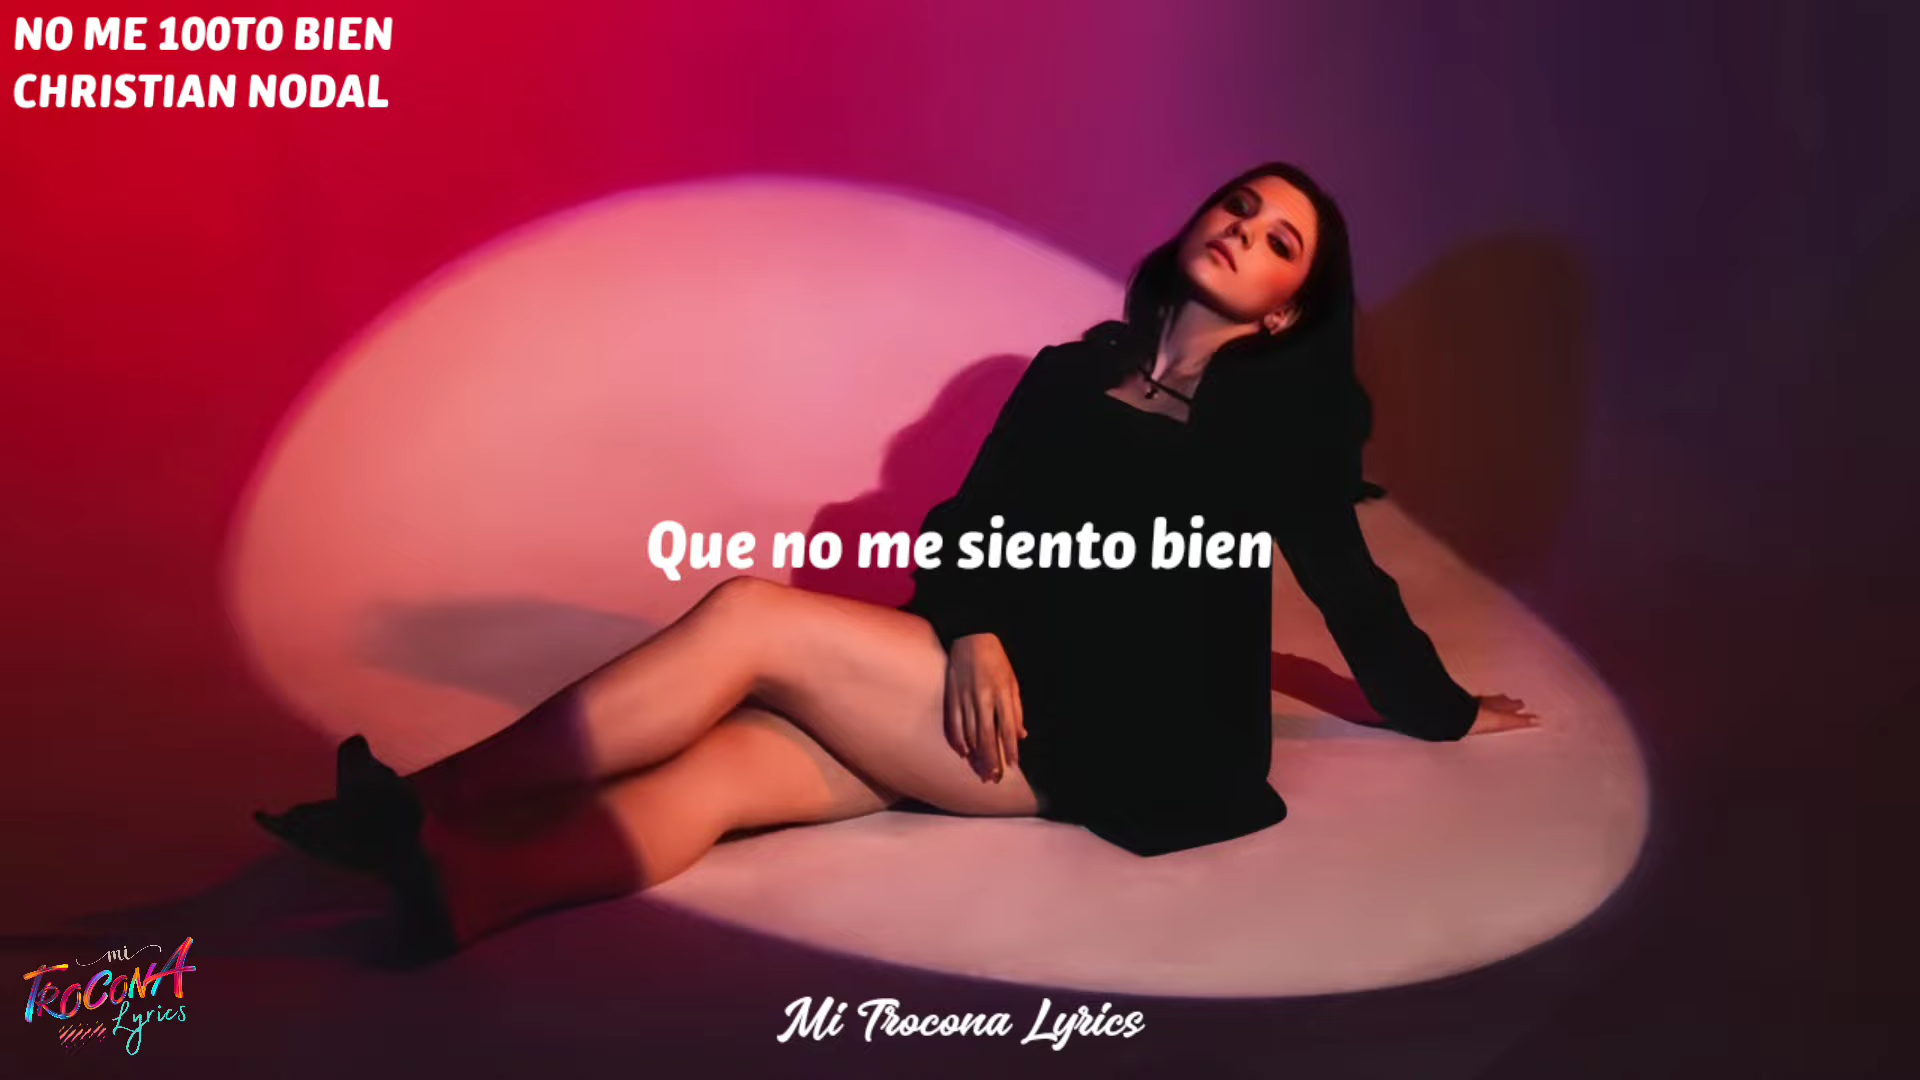 NO ME 100TO BIEN
CHRISTIAN NODAL
Que no me siento bien
mi
TROCONA
Lyrics
Mi Trocona Lyrics